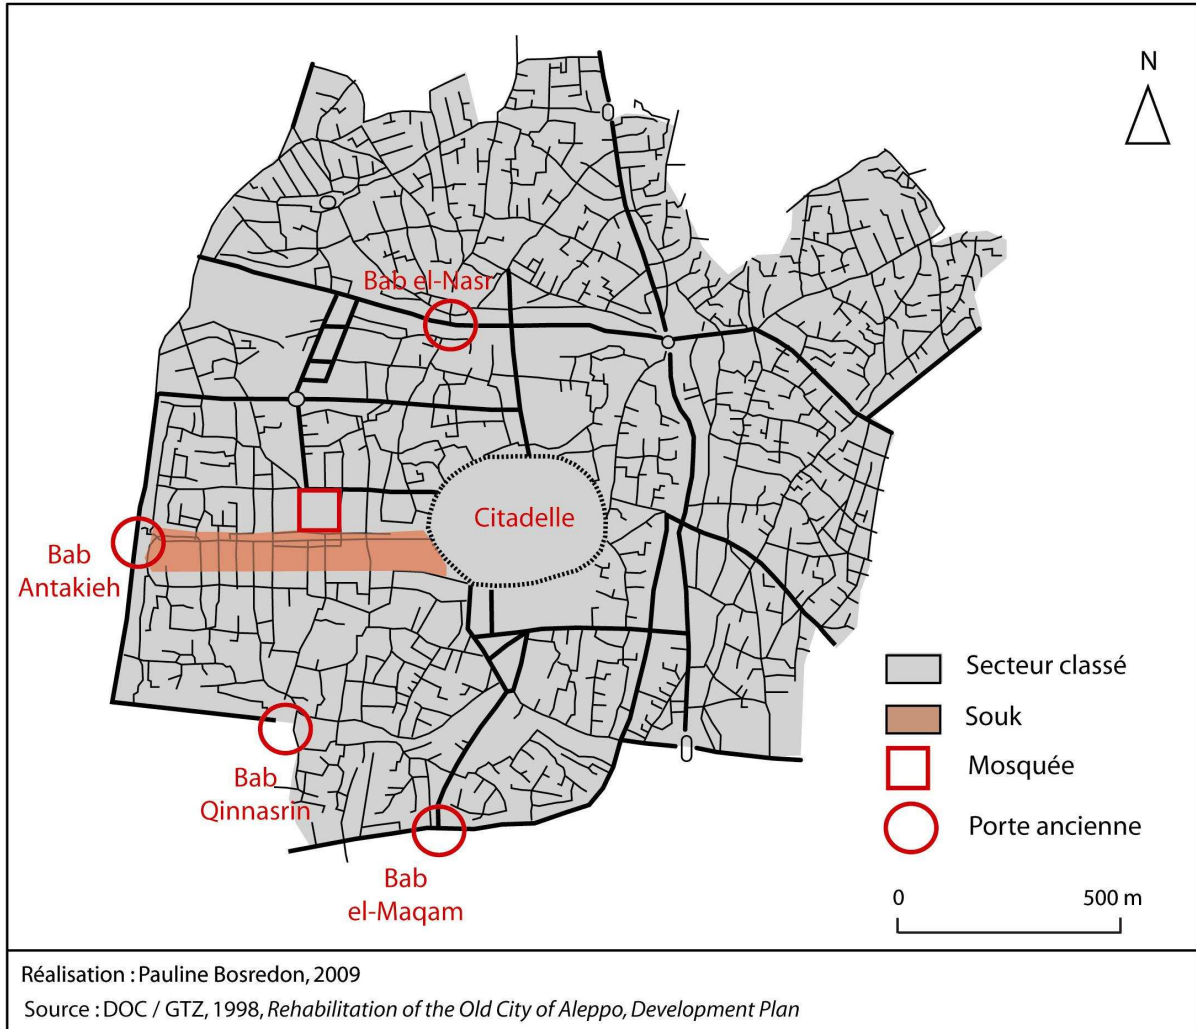 N
Bab el-Nasr
Citadelle
Bab
Antakieh
Bab
Qinnasrin
Bab
el-Maqam
Secteur classé
Souk
Mosquée
Porte ancienne
0 500 m
Réalisation : Pauline Bosredon, 2009
Source : DOC / GTZ, 1998, Rehabilitation of the Old City of Aleppo, Development Plan